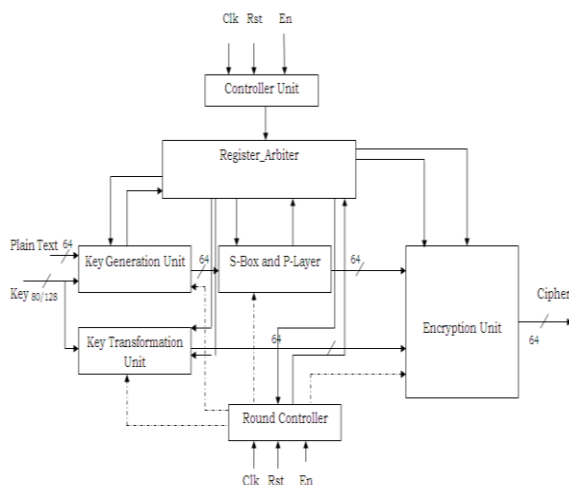 Clk Rst En
Controller Unit
Register_Arbiter
Plain Text 64
Key Generation Unit
64
S-Box and P-Layer
64
Key 80/128
Key Transformation
Unit
64
Encryption Unit
Cipher
64
Round Controller
Clk Rst En